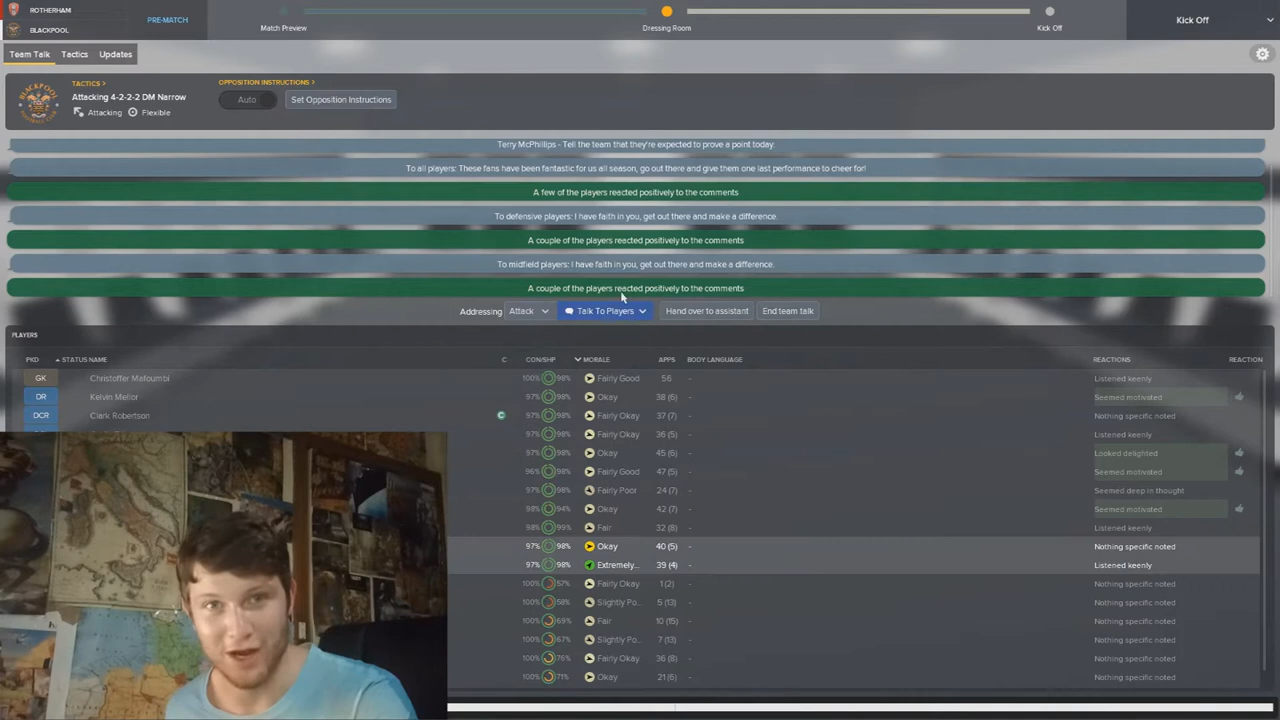 ROTHERHAM
BLACKPOOL
PRE-MATCH
Match Preview
Dressing Room
Kick Off
Kick Off
Team Talk Tactics Updates
TACTICS >
Attacking 4-2-2-2 DM Narrow
Attacking Flexible
OPPOSITION INSTRUCTIONS >
Auto Set Opposition Instructions
Terry McPhillips - Tell the team that they're expected to prove a point today.
To all players: These fans have been fantastic for us all season, go out there and give them one last performance to cheer for!
A few of the players reacted positively to the comments
To defensive players: I have faith in you, get out there and make a difference.
A couple of the players reacted positively to the comments
To midfield players: I have faith in you, get out there and make a difference.
A couple of the players reacted positively to the comments
Addressing Attack Talk To Players Hand over to assistant End team talk
PLAYERS
PKD STATUS NAME C CON/SHP MORALE APPS BODY LANGUAGE REACTIONS REACTION
GK Christoffer Mafoumbi 100% 98% Fairly Good 56 - Listened keenly
DR Kelvin Mellor 97% 98% Okay 38 (6) - Seemed motivated
DCR Clark Robertson C 97% 98% Fairly Okay 37 (7) - Nothing specific noted
97% 98% Fairly Okay 36 (5) - Listened keenly
97% 98% Okay 45 (6) - Looked delighted
96% 98% Fairly Good 47 (5) - Seemed motivated
97% 98% Fairly Poor 24 (7) - Seemed deep in thought
98% 94% Okay 42 (7) - Seemed motivated
98% 99% Fair 32 (8) - Listened keenly
97% 98% Okay 40 (5) - Nothing specific noted
97% 98% Extremely... 39 (4) - Listened keenly
100% 57% Fairly Okay 1 (2) - Nothing specific noted
100% 58% Slightly Po... 5 (13) - Nothing specific noted
100% 69% Fair 10 (15) - Nothing specific noted
100% 67% Slightly Po... 7 (13) - Nothing specific noted
100% 76% Fairly Okay 36 (8) - Nothing specific noted
100% 71% Okay 21 (6) - Nothing specific noted